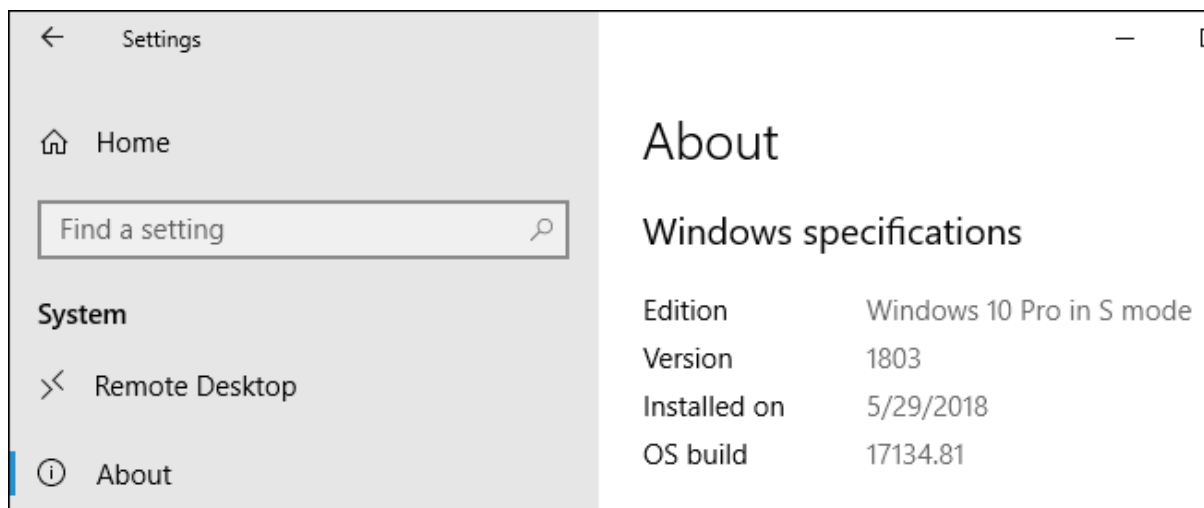 Settings
Home
Find a setting
System
Remote Desktop
About
About
Windows specifications
Edition Windows 10 Pro in S mode
Version 1803
Installed on 5/29/2018
OS build 17134.81